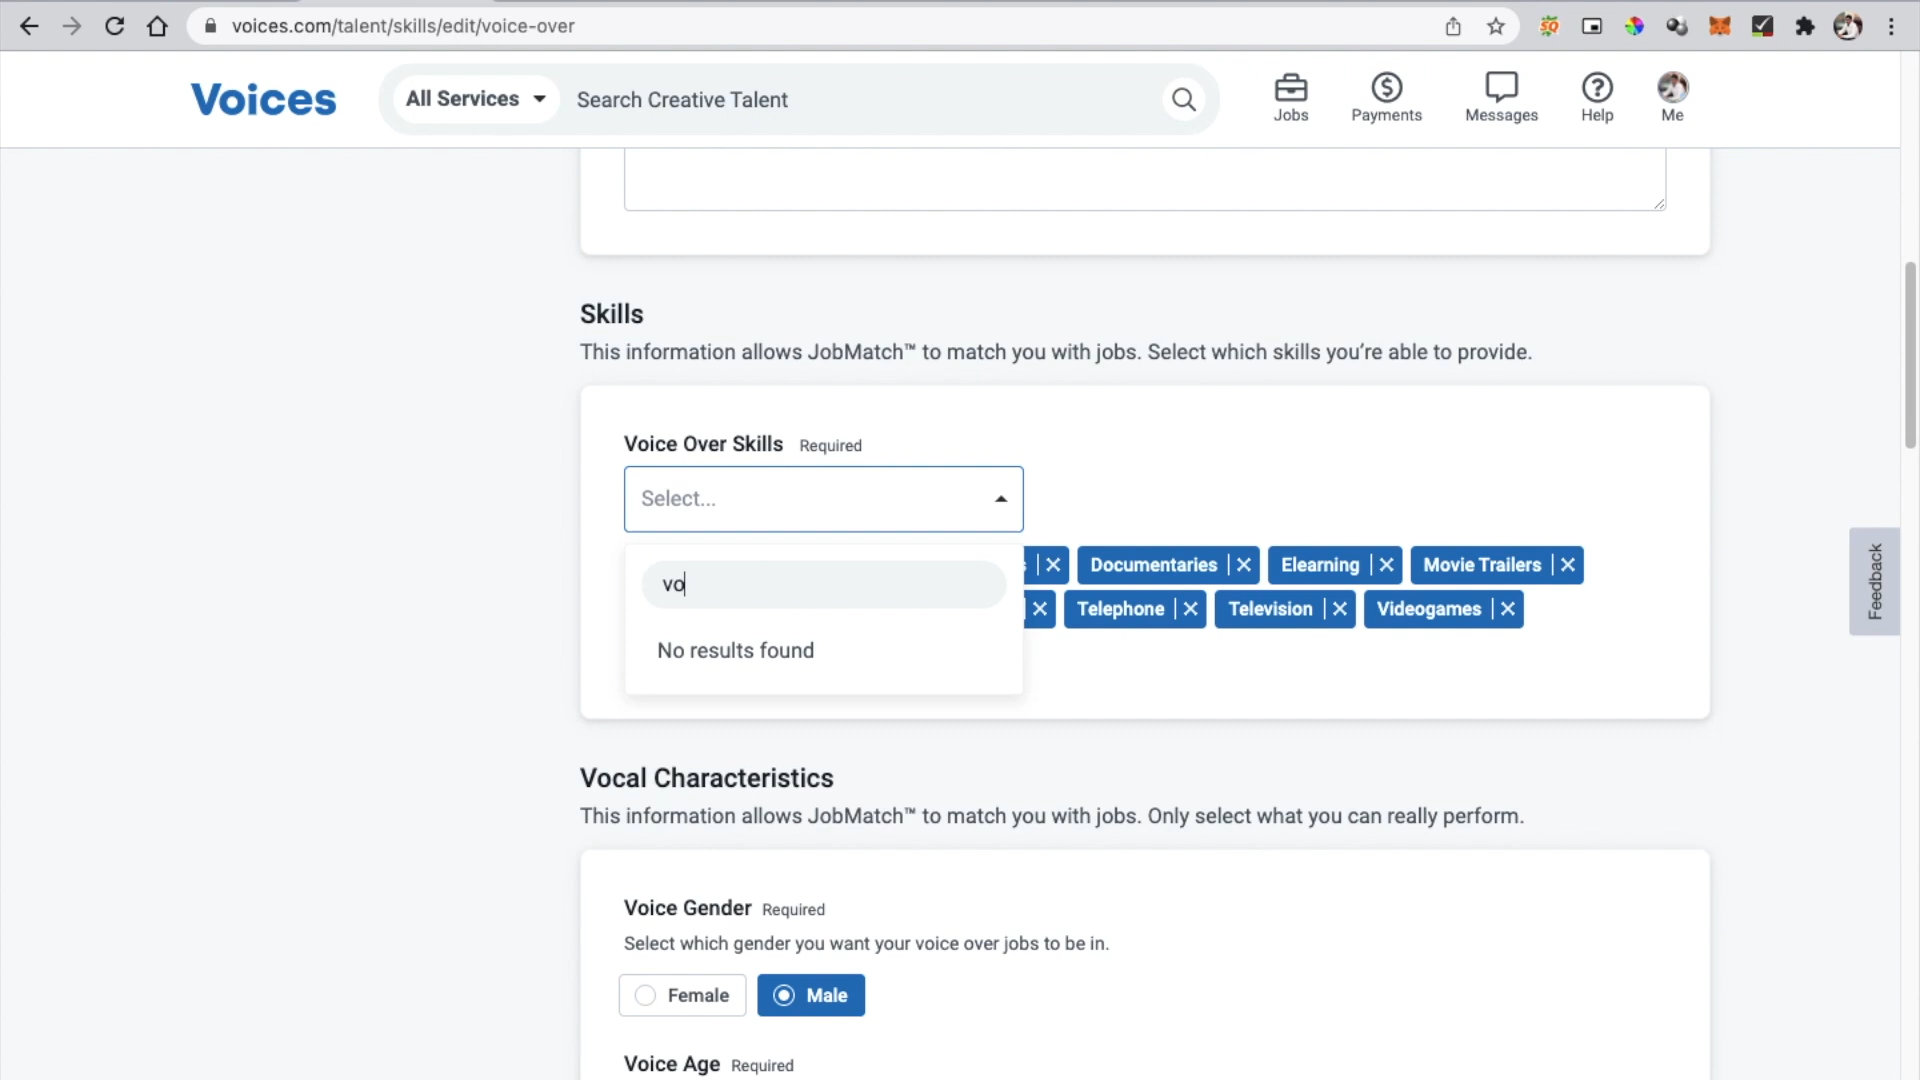 voices.com/talent/skills/edit/voice-over
Voices
All Services
Search Creative Talent
Jobs
Payments
Messages
Help
Me
Skills
This information allows JobMatch™ to match you with jobs. Select which skills you’re able to provide.
Voice Over Skills Required
Select...
vo
No results found
Documentaries
Elearning
Movie Trailers
Telephone
Television
Videogames
Feedback
Vocal Characteristics
This information allows JobMatch™ to match you with jobs. Only select what you can really perform.
Voice Gender Required
Select which gender you want your voice over jobs to be in.
Female
Male
Voice Age Required